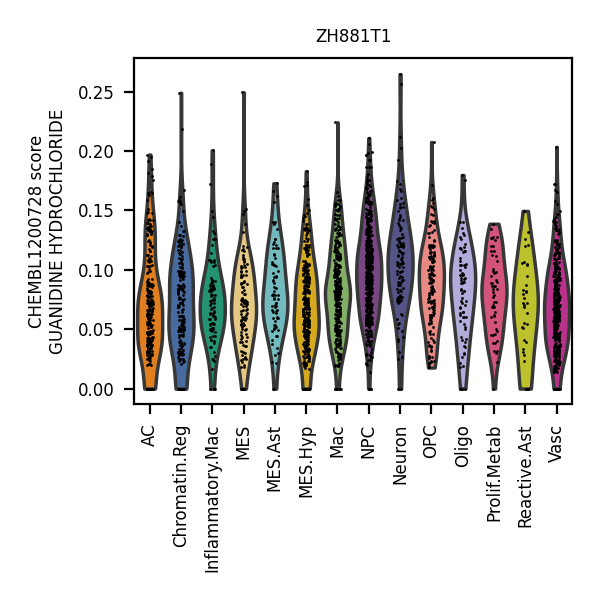 ZH881T1
CHEMBL1200728 score
GUANIDINE HYDROCHLORIDE
0.25
0.20
0.15
0.10
0.05
0.00
AC
Chromatin.Reg
Inflammatory.Mac
MES
MES.Ast
MES.Hyp
Mac
NPC
Neuron
OPC
Oligo
Prolif.Metab
Reactive.Ast
Vasc